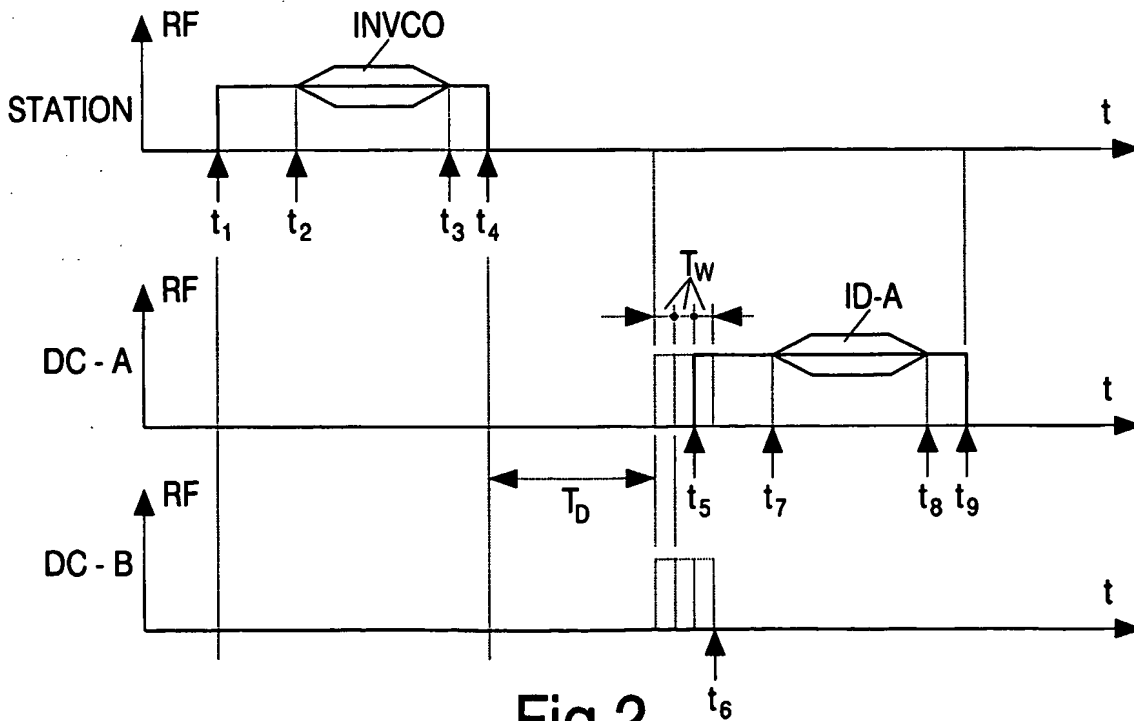 RF
INVCO
STATION
t
t1 t2 t3 t4
RF
TW
ID-A
DC - A
t
t5 t7 t8 t9
TD
RF
DC - B
t
t6
Fig.2